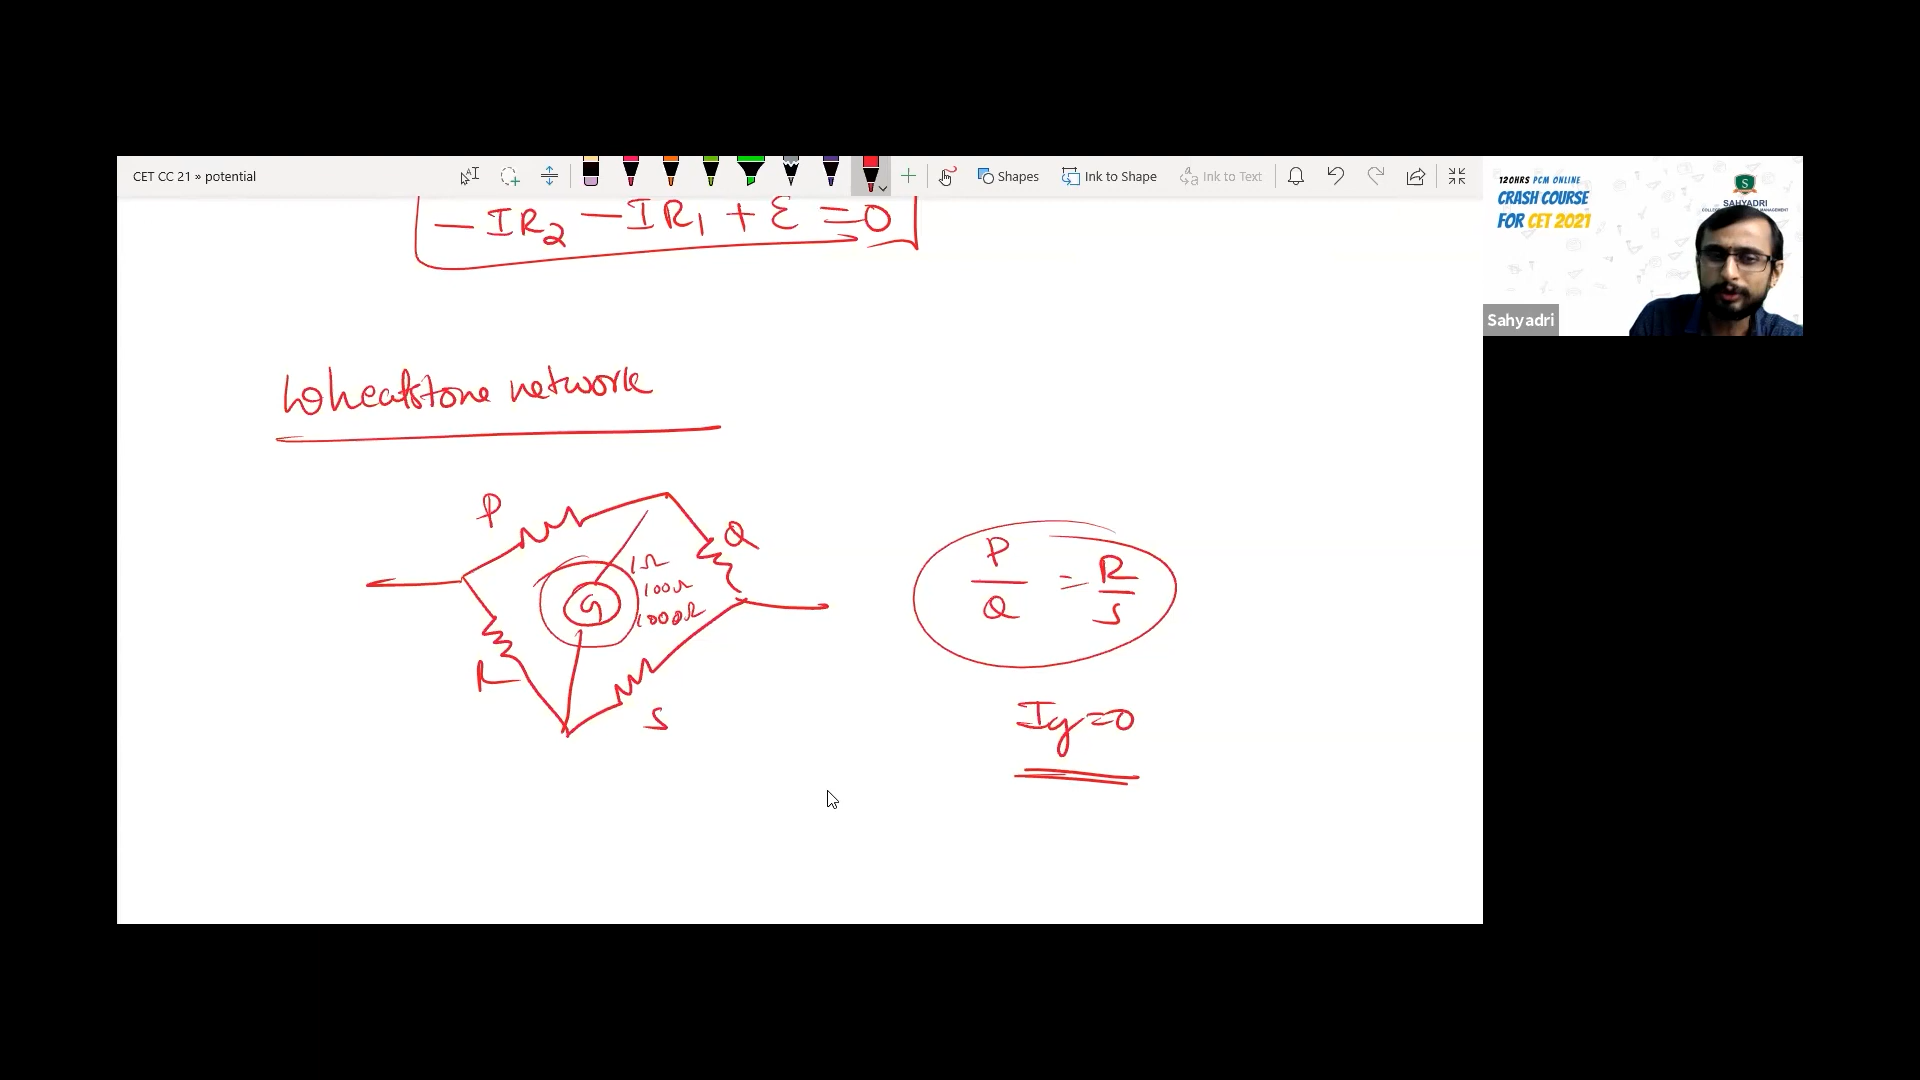 CET CC 21 » potential
Shapes
Ink to Shape
Ink to Text
120HRS PCM ONLINE
CRASH COURSE
FOR CET 2021
S
SAHYADRI
Sahyadri
- IR2 - IR1 + ε = 0
Wheatstone network
P
Q
G
1Ω
100Ω
1000Ω
R
S
P/Q = R/S
Ig = 0